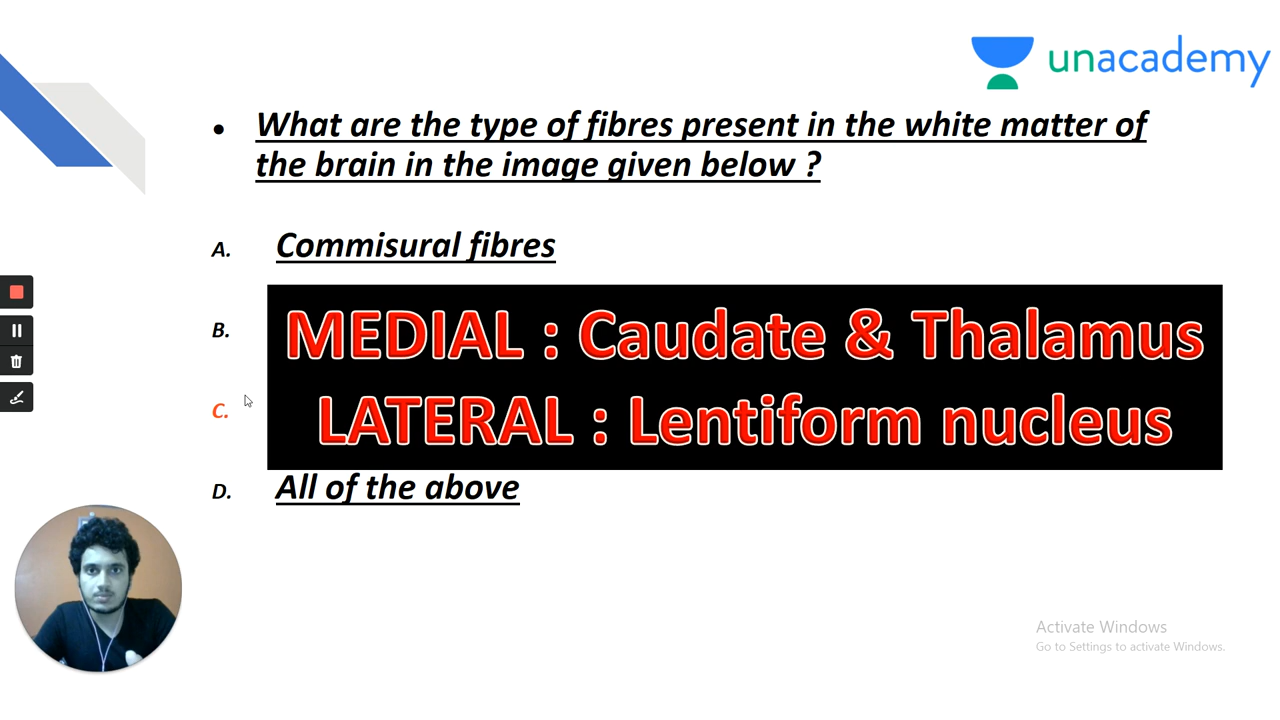 unacademy
• What are the type of fibres present in the white matter of
the brain in the image given below ?
A. Commisural fibres
B.
MEDIAL : Caudate & Thalamus
C.
LATERAL : Lentiform nucleus
D. All of the above
Activate Windows
Go to Settings to activate Windows.